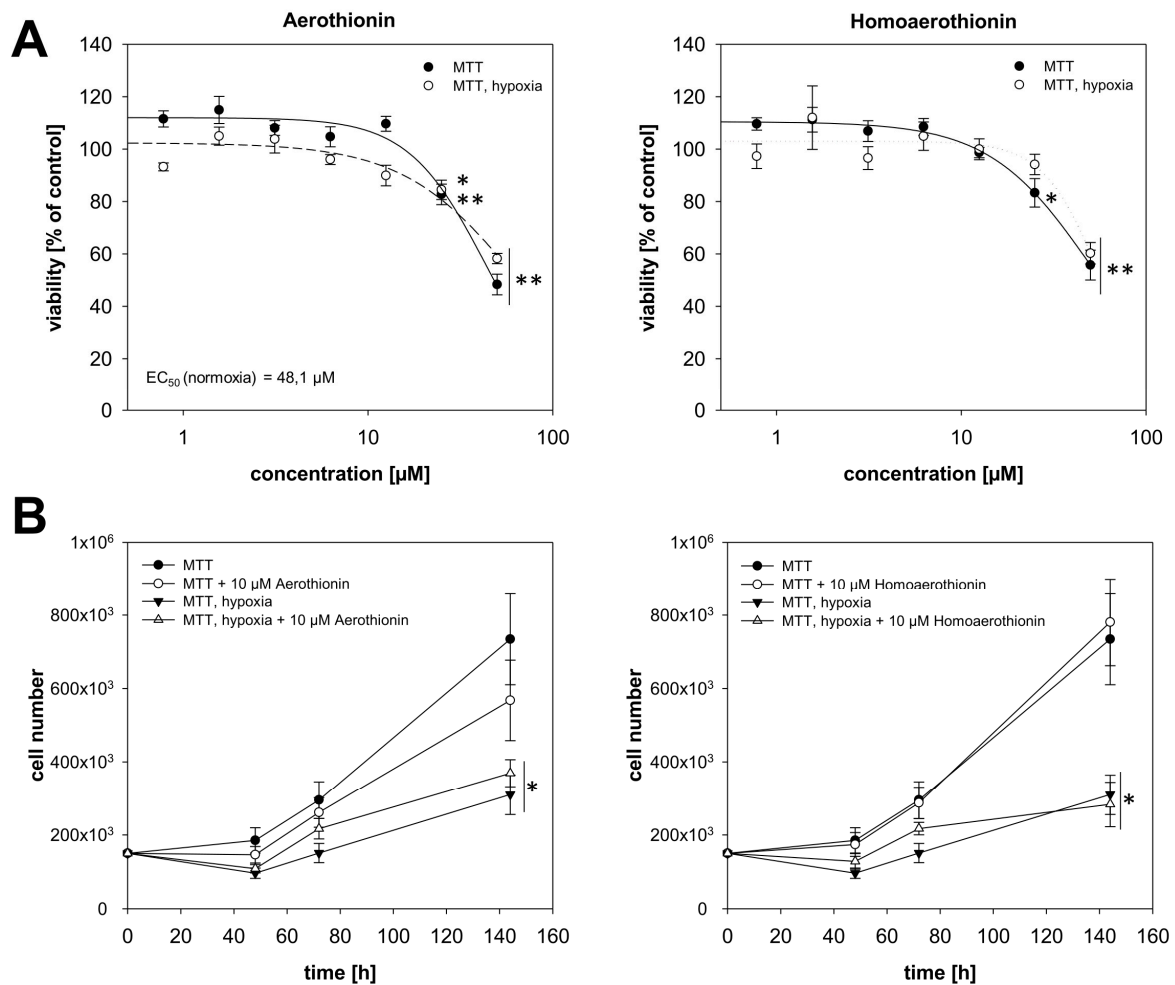 A
Aerothionin
Homoaerothionin
140
120
100
80
60
40
20
0
viability [% of control]
MTT
MTT, hypoxia
*
**
**
EC50 (normoxia) = 48,1 µM
1
10
100
concentration [µM]
140
120
100
80
60
40
20
0
viability [% of control]
MTT
MTT, hypoxia
*
**
1
10
100
concentration [µM]
B
1x10^6
800x10^3
600x10^3
400x10^3
200x10^3
0
cell number
MTT
MTT + 10 µM Aerothionin
MTT, hypoxia
MTT, hypoxia + 10 µM Aerothionin
*
0 20 40 60 80 100 120 140 160
time [h]
1x10^6
800x10^3
600x10^3
400x10^3
200x10^3
0
cell number
MTT
MTT + 10 µM Homoaerothionin
MTT, hypoxia
MTT, hypoxia + 10 µM Homoaerothionin
*
0 20 40 60 80 100 120 140 160
time [h]